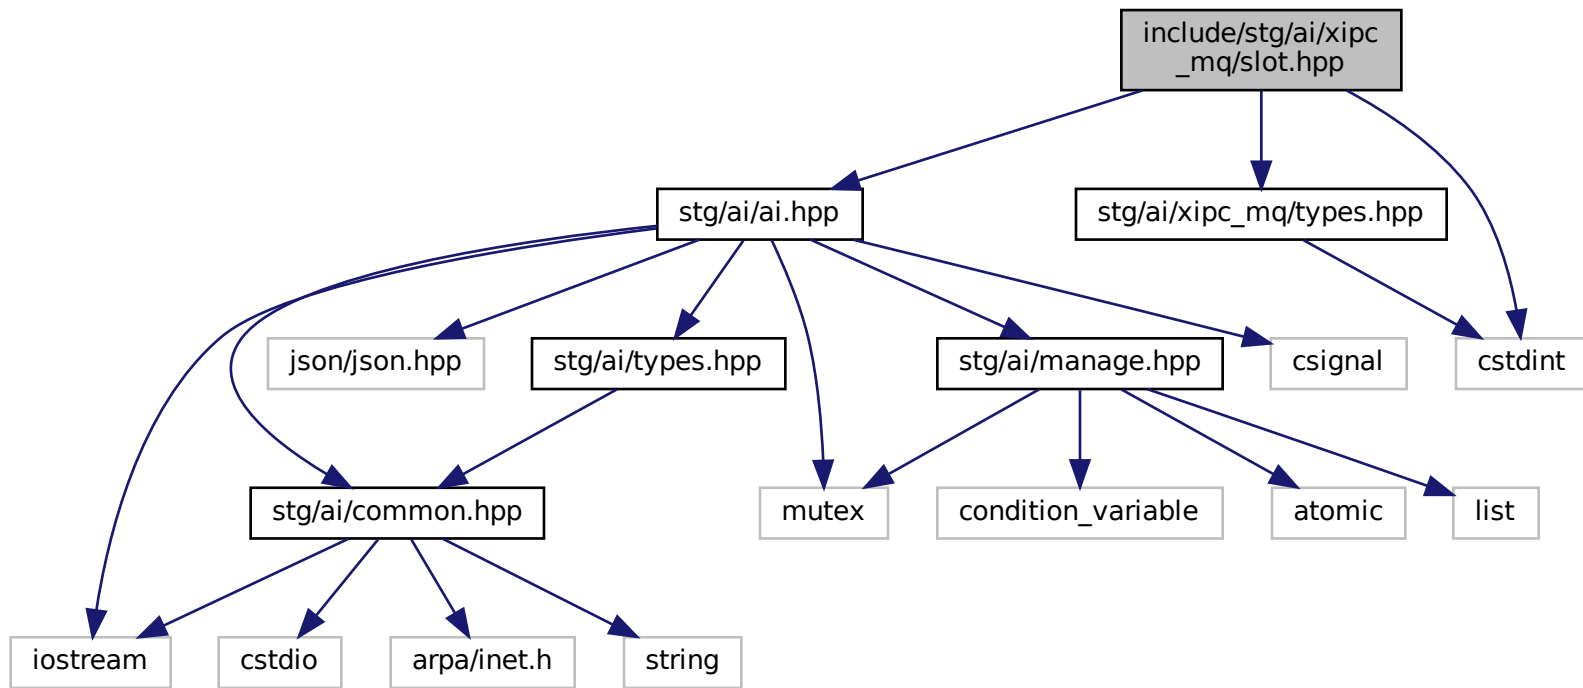 include/stg/ai/xipc
_mq/slot.hpp
stg/ai/ai.hpp
stg/ai/xipc_mq/types.hpp
json/json.hpp
stg/ai/types.hpp
stg/ai/manage.hpp
csignal
cstdint
stg/ai/common.hpp
mutex
condition_variable
atomic
list
iostream
cstdio
arpa/inet.h
string